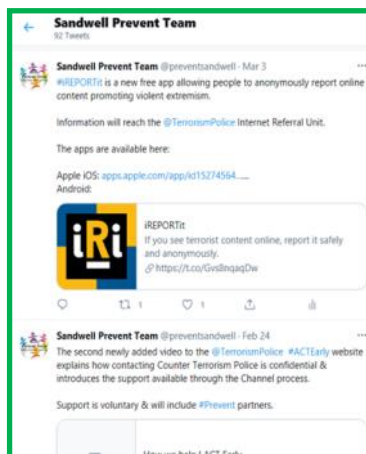 Sandwell Prevent Team
92 Tweets
Sandwell Prevent Team @preventsandwell · Mar 3
#iREPORTit is a new free app allowing people to anonymously report online
content promoting violent extremism.
Information will reach the @TerrorismPolice Internet Referral Unit.
The apps are available here:
Apple iOS: apps.apple.com/app/id15274564......
Android:
iRi
iREPORTit
If you see terrorist content online, report it safely
and anonymously.
1
1
Sandwell Prevent Team @preventsandwell · Feb 24
The second newly added video to the @TerrorismPolice #ACTEarly website
explains how contacting Counter Terrorism Police is confidential &
introduces the support available through the Channel process.
Support is voluntary & will include #Prevent partners.